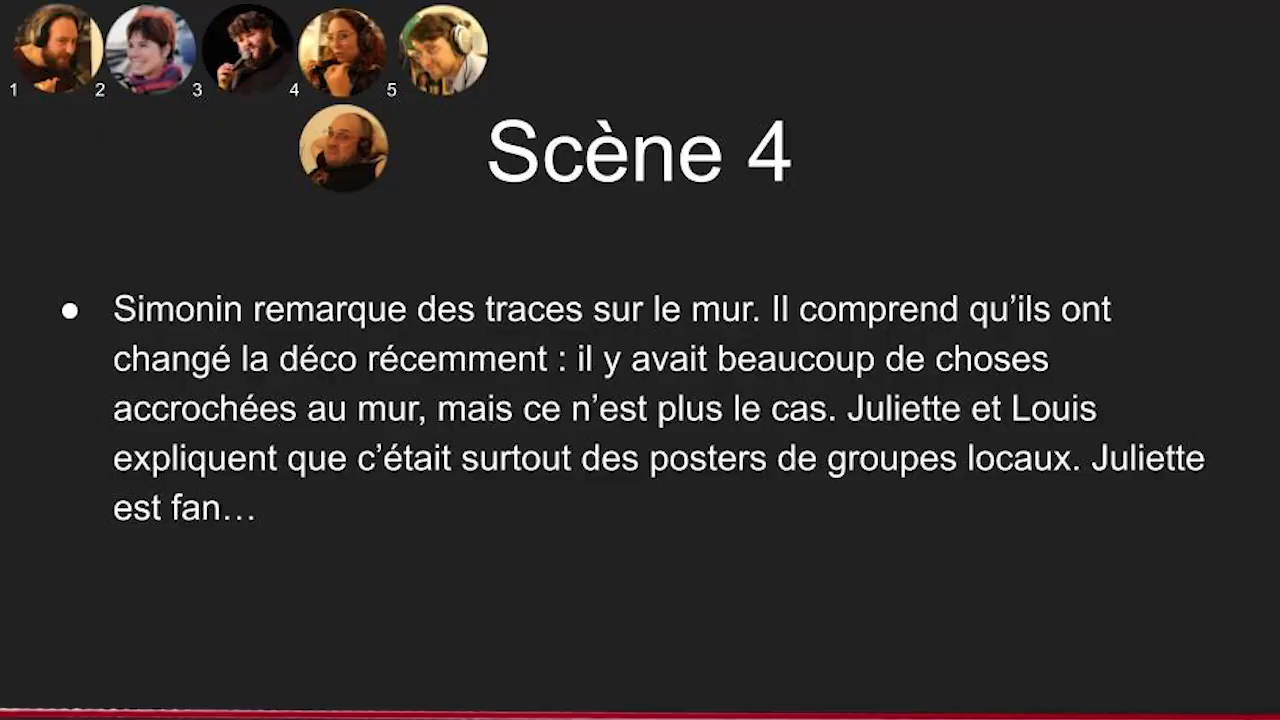 1 2 3 4 5
Scène 4
● Simonin remarque des traces sur le mur. Il comprend qu’ils ont
changé la déco récemment : il y avait beaucoup de choses
accrochées au mur, mais ce n’est plus le cas. Juliette et Louis
expliquent que c’était surtout des posters de groupes locaux. Juliette
est fan…